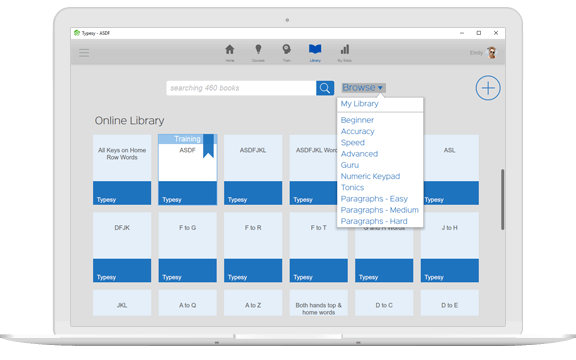 Typesy - ASDF
Home
Train
Library
My Stats
Emily
searching 460 books
Browse
My Library
Beginner
Accuracy
Speed
Advanced
Guru
Numeric Keypad
Tonics
Paragraphs - Easy
Paragraphs - Medium
Paragraphs - Hard
Online Library
All Keys on Home
Row Words
Typesy
Training
ASDF
ASDFJKL
Typesy
ASDFJKL Word
Typesy
ASL
Typesy
DFJK
Typesy
F to G
Typesy
F to R
Typesy
F to T
Typesy
G and H Words
Typesy
J to H
Typesy
JKL
A to Q
A to Z
Both hands top &
home words
D to C
D to E